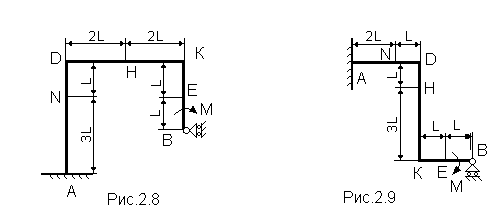 2L 2L
D K
H
L L
N E
L M
B
3L
A
Рис.2.8
2L L
N D
A L
H
3L
L L
B
K E
M
Рис.2.9